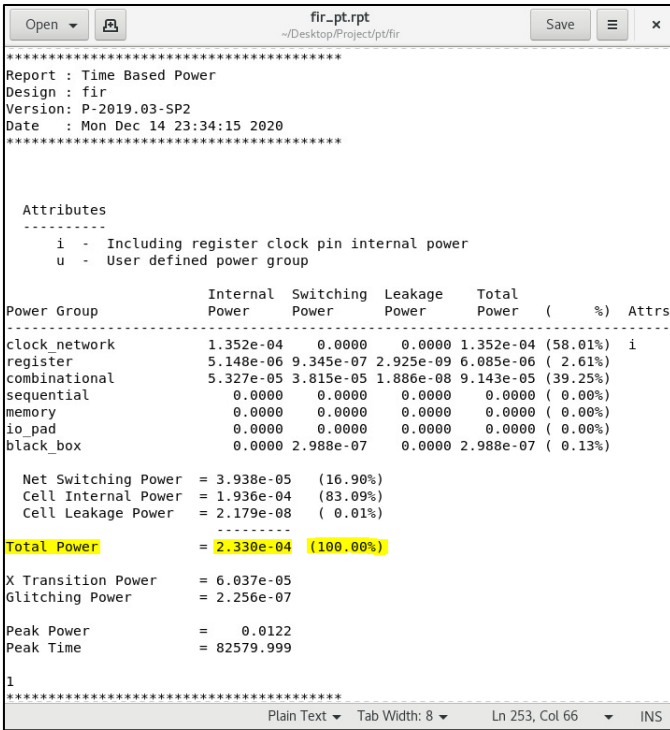 Open
fir_pt.rpt
~/Desktop/Project/pt/fir
Save
****************************************
Report : Time Based Power
Design : fir
Version: P-2019.03-SP2
Date   : Mon Dec 14 23:34:15 2020
****************************************
  Attributes
  ----------
      i  -  Including register clock pin internal power
      u  -  User defined power group
                        Internal  Switching  Leakage    Total
Power Group             Power     Power      Power      Power   (     %)  Attrs
--------------------------------------------------------------------------------
clock_network           1.352e-04    0.0000    0.0000 1.352e-04 (58.01%)  i
register                5.148e-06 9.345e-07 2.925e-09 6.085e-06 ( 2.61%)
combinational           5.327e-05 3.815e-05 1.886e-08 9.143e-05 (39.25%)
sequential                 0.0000    0.0000    0.0000    0.0000 ( 0.00%)
memory                     0.0000    0.0000    0.0000    0.0000 ( 0.00%)
io_pad                     0.0000    0.0000    0.0000    0.0000 ( 0.00%)
black_box                  0.0000 2.988e-07    0.0000 2.988e-07 ( 0.13%)
  Net Switching Power  = 3.938e-05   (16.90%)
  Cell Internal Power  = 1.936e-04   (83.09%)
  Cell Leakage Power   = 2.179e-08   ( 0.01%)
                         ---------
Total Power            = 2.330e-04  (100.00%)
X Transition Power     = 6.037e-05
Glitching Power        = 2.256e-07
Peak Power             =    0.0122
Peak Time              = 82579.999
1
****************************************
Plain Text  Tab Width: 8  Ln 253, Col 66  INS